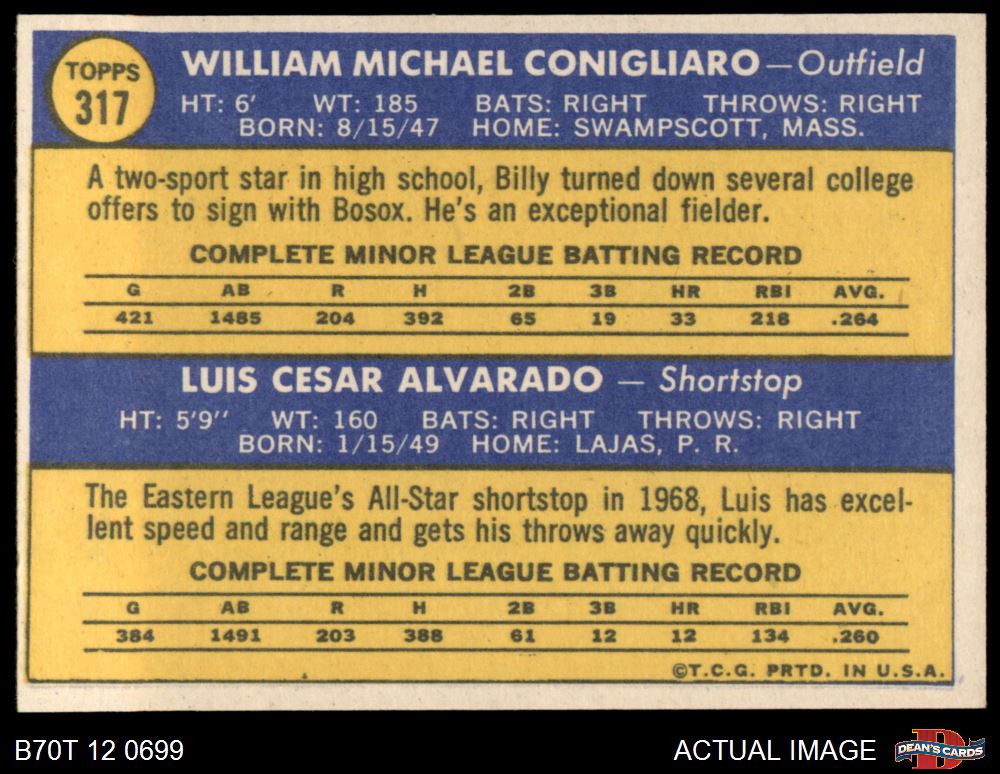 TOPPS
317
WILLIAM MICHAEL CONIGLIARO—Outfield
HT: 6' WT: 185 BATS: RIGHT THROWS: RIGHT
BORN: 8/15/47 HOME: SWAMPSCOTT, MASS.
A two-sport star in high school, Billy turned down several college
offers to sign with Bosox. He's an exceptional fielder.
COMPLETE MINOR LEAGUE BATTING RECORD
G AB R H 2B 3B HR RBI AVG.
421 1485 204 392 65 19 33 218 .264
LUIS CESAR ALVARADO — Shortstop
HT: 5'9'' WT: 160 BATS: RIGHT THROWS: RIGHT
BORN: 1/15/49 HOME: LAJAS, P. R.
The Eastern League's All-Star shortstop in 1968, Luis has excel-
lent speed and range and gets his throws away quickly.
COMPLETE MINOR LEAGUE BATTING RECORD
G AB R H 2B 3B HR RBI AVG.
384 1491 203 388 61 12 12 134 .260
©T.C.G. PRTD. IN U.S.A.
B70T 12 0699
ACTUAL IMAGE
D
DEAN'S CARDS